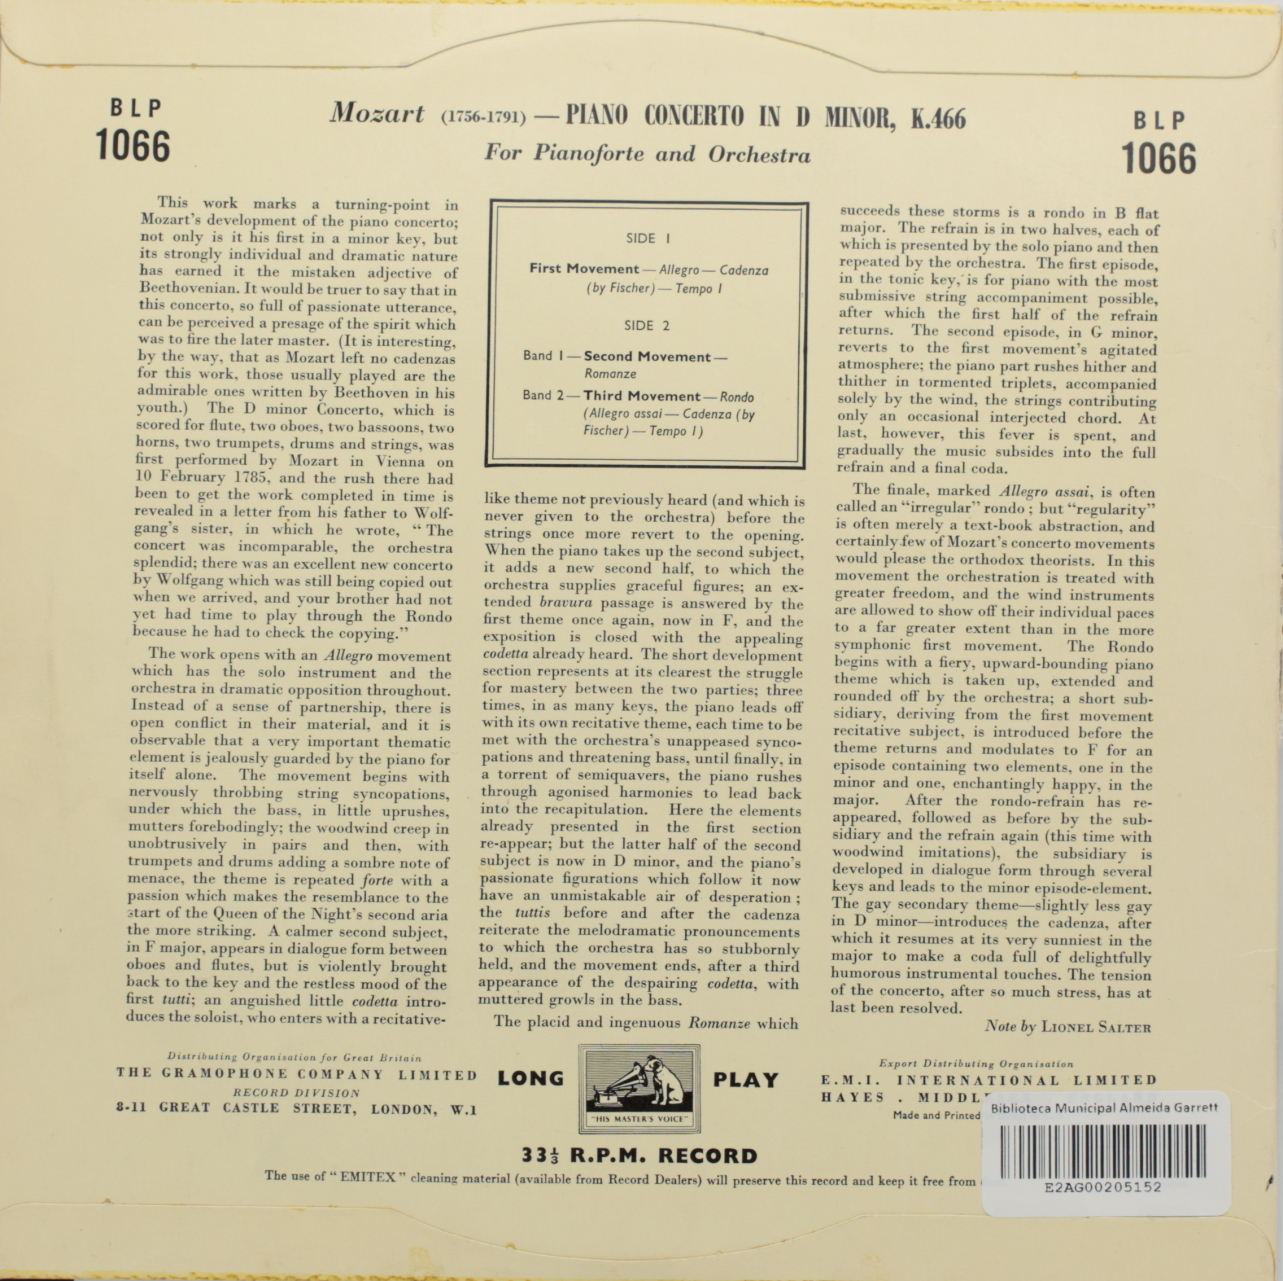 BLP
1066
Mozart (1756-1791) — PIANO CONCERTO IN D MINOR, K.466
For Pianoforte and Orchestra
BLP
1066
This work marks a turning-point in
Mozart's development of the piano concerto;
not only is it his first in a minor key, but
its strongly individual and dramatic nature
has earned it the mistaken adjective of
Beethovenian. It would be truer to say that in
this concerto, so full of passionate utterance,
can be perceived a presage of the spirit which
was to fire the later master. (It is interesting,
by the way, that as Mozart left no cadenzas
for this work, those usually played are the
admirable ones written by Beethoven in his
youth.) The D minor Concerto, which is
scored for flute, two oboes, two bassoons, two
horns, two trumpets, drums and strings, was
first performed by Mozart in Vienna on
10 February 1785, and the rush there had
been to get the work completed in time is
revealed in a letter from his father to Wolf-
gang's sister, in which he wrote, “ The
concert was incomparable, the orchestra
splendid; there was an excellent new concerto
by Wolfgang which was still being copied out
when we arrived, and your brother had not
yet had time to play through the Rondo
because he had to check the copying.”
The work opens with an Allegro movement
which has the solo instrument and the
orchestra in dramatic opposition throughout.
Instead of a sense of partnership, there is
open conflict in their material, and it is
observable that a very important thematic
element is jealously guarded by the piano for
itself alone. The movement begins with
nervously throbbing string syncopations,
under which the bass, in little uprushes,
mutters forebodingly; the woodwind creep in
unobtrusively in pairs and then, with
trumpets and drums adding a sombre note of
menace, the theme is repeated forte with a
passion which makes the resemblance to the
start of the Queen of the Night's second aria
the more striking. A calmer second subject,
in F major, appears in dialogue form between
oboes and flutes, but is violently brought
back to the key and the restless mood of the
first tutti; an anguished little codetta intro-
duces the soloist, who enters with a recitative-
SIDE 1
First Movement — Allegro — Cadenza
(by Fischer) — Tempo I
SIDE 2
Band 1 — Second Movement —
Romanze
Band 2 — Third Movement — Rondo
(Allegro assai — Cadenza (by
Fischer) — Tempo I)
like theme not previously heard (and which is
never given to the orchestra) before the
strings once more revert to the opening.
When the piano takes up the second subject,
it adds a new second half, to which the
orchestra supplies graceful figures; an ex-
tended bravura passage is answered by the
first theme once again, now in F, and the
exposition is closed with the appealing
codetta already heard. The short development
section represents at its clearest the struggle
for mastery between the two parties; three
times, in as many keys, the piano leads off
with its own recitative theme, each time to be
met with the orchestra's unappeased synco-
pations and threatening bass, until finally, in
a torrent of semiquavers, the piano rushes
through agonised harmonies to lead back
into the recapitulation. Here the elements
already presented in the first section
re-appear; but the latter half of the second
subject is now in D minor, and the piano's
passionate figurations which follow it now
have an unmistakable air of desperation ;
the tuttis before and after the cadenza
reiterate the melodramatic pronouncements
to which the orchestra has so stubbornly
held, and the movement ends, after a third
appearance of the despairing codetta, with
muttered growls in the bass.
The placid and ingenuous Romanze which
succeeds these storms is a rondo in B flat
major. The refrain is in two halves, each of
which is presented by the solo piano and then
repeated by the orchestra. The first episode,
in the tonic key, is for piano with the most
submissive string accompaniment possible,
after which the first half of the refrain
returns. The second episode, in G minor,
reverts to the first movement's agitated
atmosphere; the piano part rushes hither and
thither in tormented triplets, accompanied
solely by the wind, the strings contributing
only an occasional interjected chord. At
last, however, this fever is spent, and
gradually the music subsides into the full
refrain and a final coda.
The finale, marked Allegro assai, is often
called an “irregular” rondo ; but “regularity”
is often merely a text-book abstraction, and
certainly few of Mozart's concerto movements
would please the orthodox theorists. In this
movement the orchestration is treated with
greater freedom, and the wind instruments
are allowed to show off their individual paces
to a far greater extent than in the more
symphonic first movement. The Rondo
begins with a fiery, upward-bounding piano
theme which is taken up, extended and
rounded off by the orchestra; a short sub-
sidiary, deriving from the first movement
recitative subject, is introduced before the
theme returns and modulates to F for an
episode containing two elements, one in the
minor and one, enchantingly happy, in the
major. After the rondo-refrain has re-
appeared, followed as before by the sub-
sidiary and the refrain again (this time with
woodwind imitations), the subsidiary is
developed in dialogue form through several
keys and leads to the minor episode-element.
The gay secondary theme—slightly less gay
in D minor—introduces the cadenza, after
which it resumes at its very sunniest in the
major to make a coda full of delightfully
humorous instrumental touches. The tension
of the concerto, after so much stress, has at
last been resolved.
Note by LIONEL SALTER
Distributing Organisation for Great Britain
THE GRAMOPHONE COMPANY LIMITED
RECORD DIVISION
8-11 GREAT CASTLE STREET, LONDON, W.1
LONG PLAY
"HIS MASTER'S VOICE"
33⅓ R.P.M. RECORD
Export Distributing Organisation
E.M.I. INTERNATIONAL LIMITED
HAYES . MIDDL
Made and Printed
The use of “ EMITEX ” cleaning material (available from Record Dealers) will preserve this record and keep it free from
Biblioteca Municipal Almeida Garrett
E2AG00205152